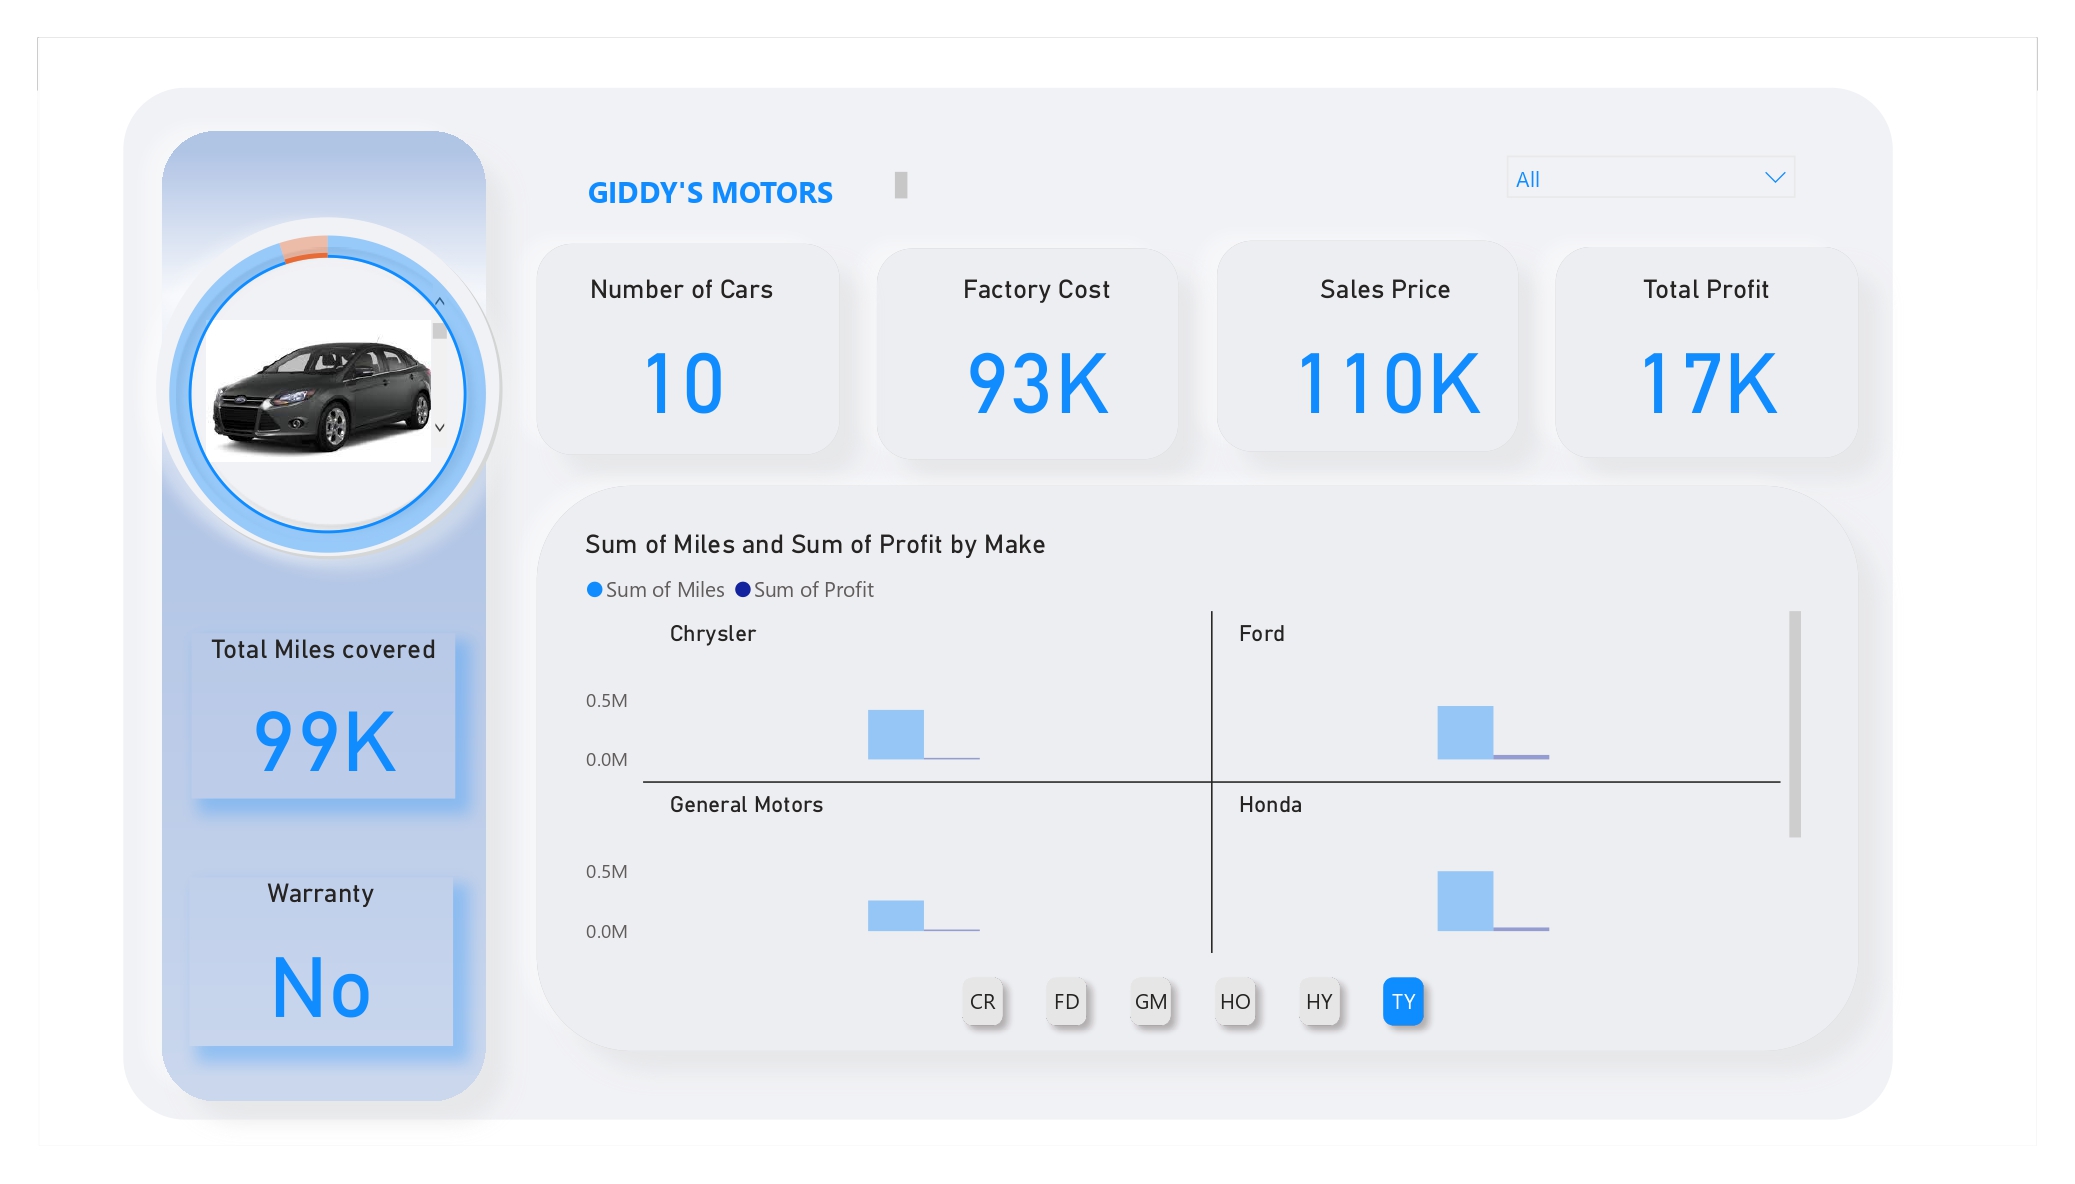 GIDDY'S MOTORS
All
Number of Cars
10
Factory Cost
93K
Sales Price
110K
Total Profit
17K
Total Miles covered
99K
Warranty
No
Sum of Miles and Sum of Profit by Make
Sum of Miles Sum of Profit
Chrysler
Ford
0.5M
0.0M
General Motors
Honda
0.5M
0.0M
CR FD GM HO HY TY